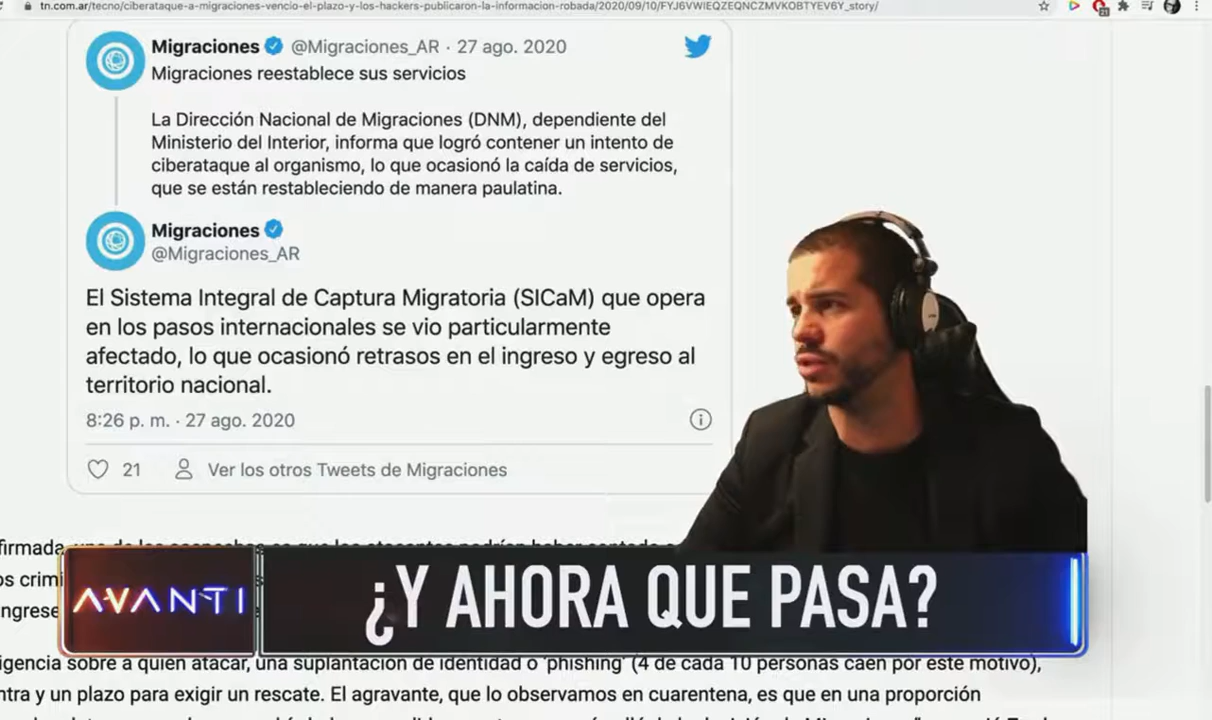 tn.com.ar/tecno/ciberataque-a-migraciones-vencio-el-plazo-y-los-hackers-publicaron-la-informacion-robada/2020/09/10/FYJ6VWIEQZEQNCZMVKOBTYEV6Y_story/
Migraciones @Migraciones_AR · 27 ago. 2020
Migraciones reestablece sus servicios
La Dirección Nacional de Migraciones (DNM), dependiente del
Ministerio del Interior, informa que logró contener un intento de
ciberataque al organismo, lo que ocasionó la caída de servicios,
que se están restableciendo de manera paulatina.
Migraciones
@Migraciones_AR
El Sistema Integral de Captura Migratoria (SICaM) que opera
en los pasos internacionales se vio particularmente
afectado, lo que ocasionó retrasos en el ingreso y egreso al
territorio nacional.
8:26 p. m. · 27 ago. 2020
21 Ver los otros Tweets de Migraciones
AVANTI
¿Y AHORA QUE PASA?
sobre a quien atacar, una suplantación de identidad o 'phishing' (4 de cada 10 personas caen por este motivo),
y un plazo para exigir un rescate. El agravante, que lo observamos en cuarentena, es que en una proporción